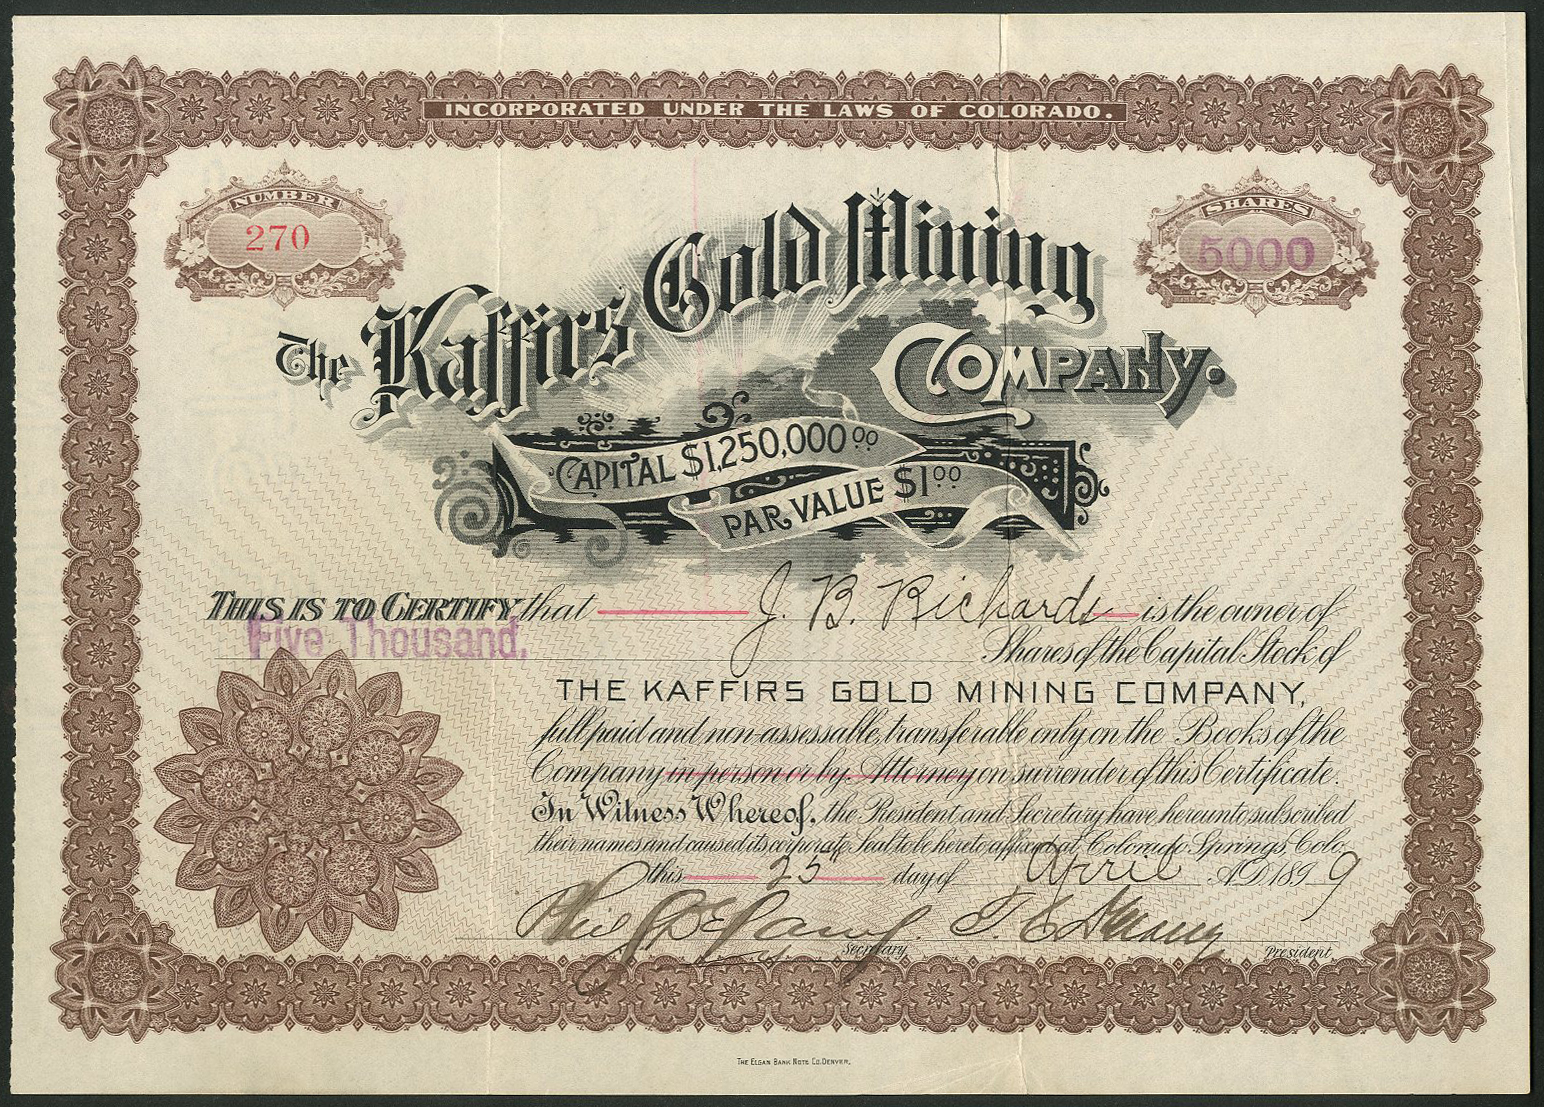 INCORPORATED UNDER THE LAWS OF COLORADO.
NUMBER
270
SHARES
5000
The Kaffirs Gold Mining
COMPANY.
CAPITAL $1,250,000 00
PAR VALUE $1 00
THIS IS TO CERTIFY that J. B. Richards is the owner of
Five Thousand, Shares of the Capital Stock of
THE KAFFIRS GOLD MINING COMPANY,
full paid and non-assessable, transferable only on the Books of the
Company in person or by Attorney on surrender of this Certificate.
In Witness Whereof, the President and Secretary have hereunto subscribed
their names and caused its corporate Seal to be hereto affixed at Colorado Springs, Colo.
this 25 day of April A.D. 1899
Secretary. President.
THE ELGAN BANK NOTE CO. DENVER.